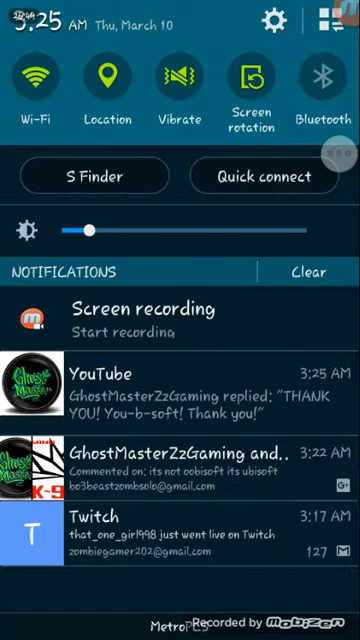 3:25 AM Thu, March 10
Wi-Fi
Location
Vibrate
Screen
rotation
Bluetooth
S Finder
Quick connect
NOTIFICATIONS
Clear
Screen recording
Start recording
YouTube 3:25 AM
GhostMasterZzGaming replied: "THANK
YOU! You-b-soft! Thank you!"
GhostMasterZzGaming and.. 3:22 AM
Commented on: its not oobisoft its ubisoft
bo3beastzombsolo@gmail.com
K-9
T
Twitch 3:17 AM
that_one_girl998 just went live on Twitch
zombiegamer202@gmail.com 127
MetroPCS
Recorded by Mobizen